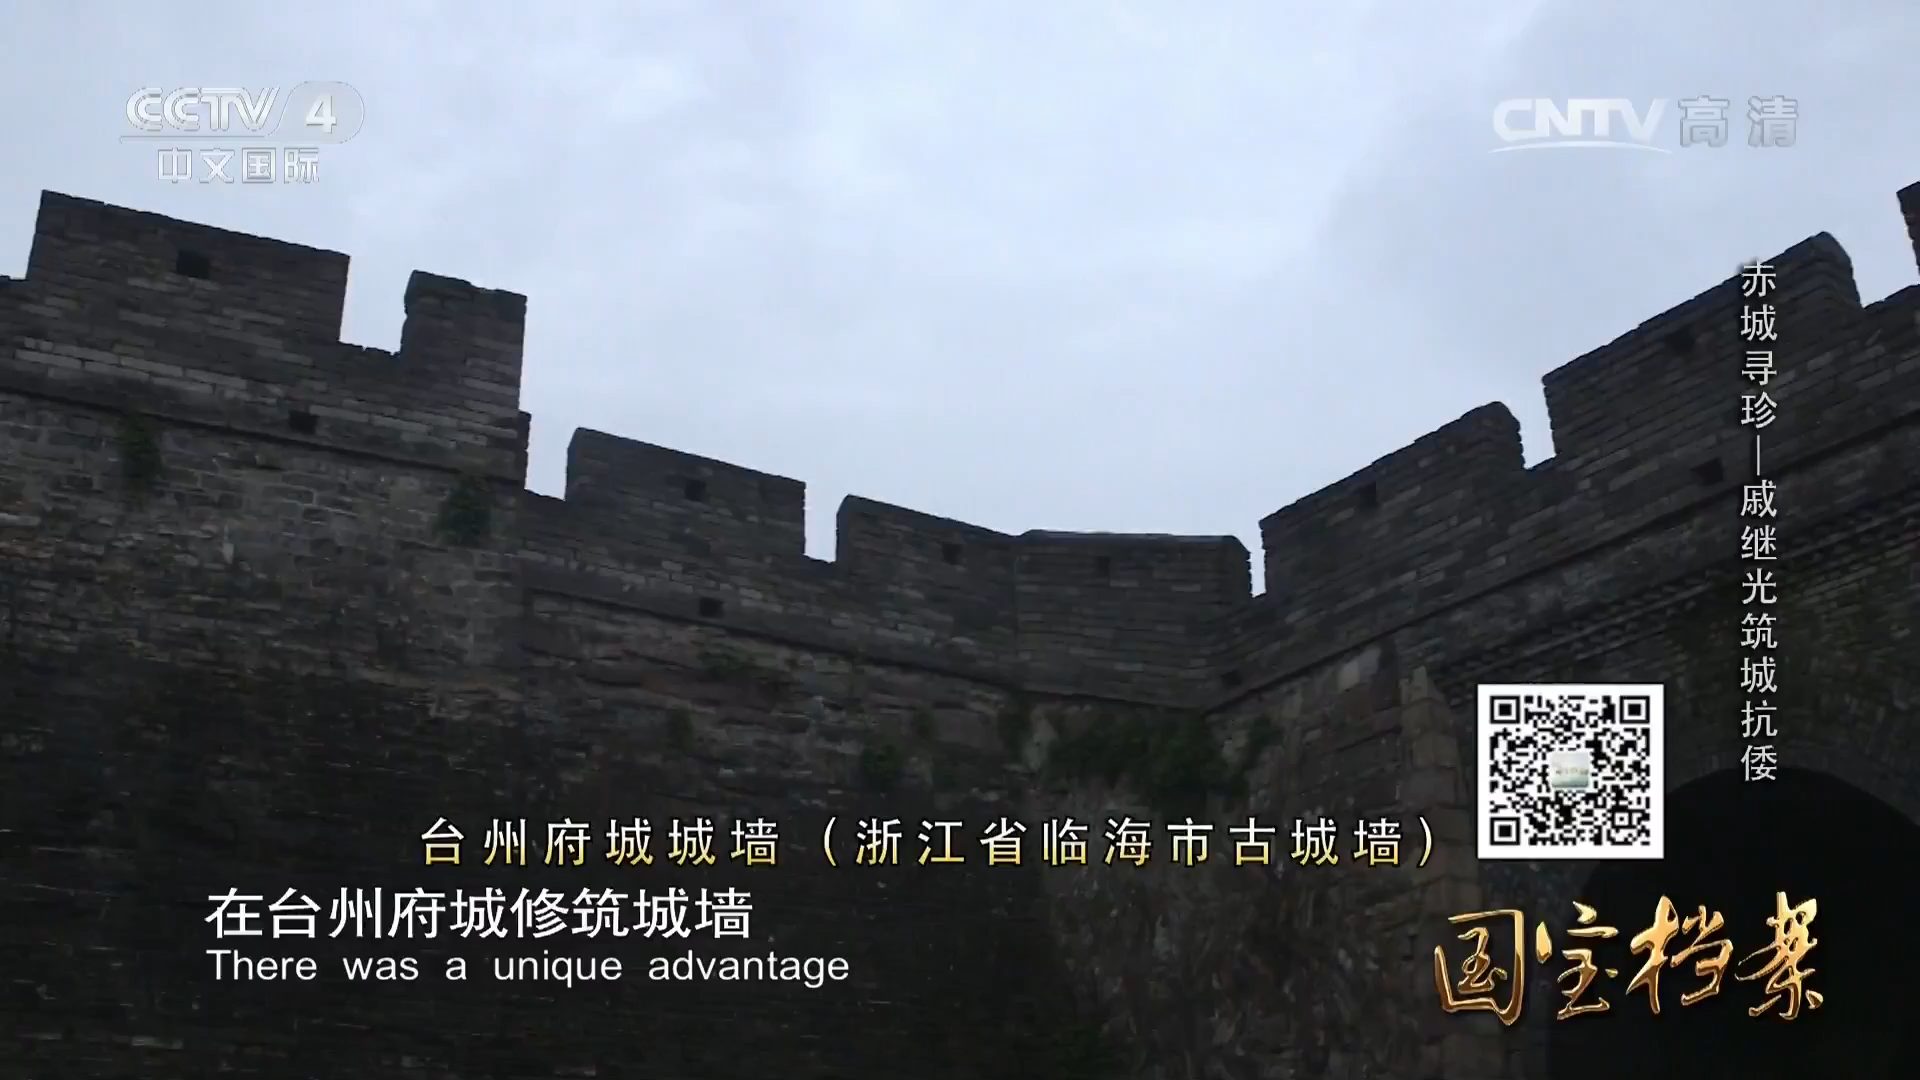 CCTV 4
中文国际
CNTV 高清
赤城寻珍—戚继光筑城抗倭
台州府城城墙（浙江省临海市古城墙）
在台州府城修筑城墙
There was a unique advantage
国宝档案